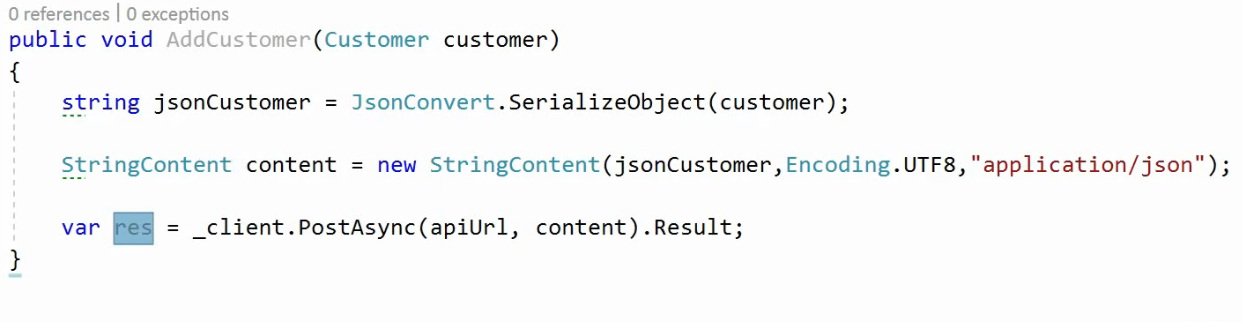 0 references | 0 exceptions
public void AddCustomer(Customer customer)
{
string jsonCustomer = JsonConvert.SerializeObject(customer);
StringContent content = new StringContent(jsonCustomer,Encoding.UTF8,"application/json");
var res = _client.PostAsync(apiUrl, content).Result;
}